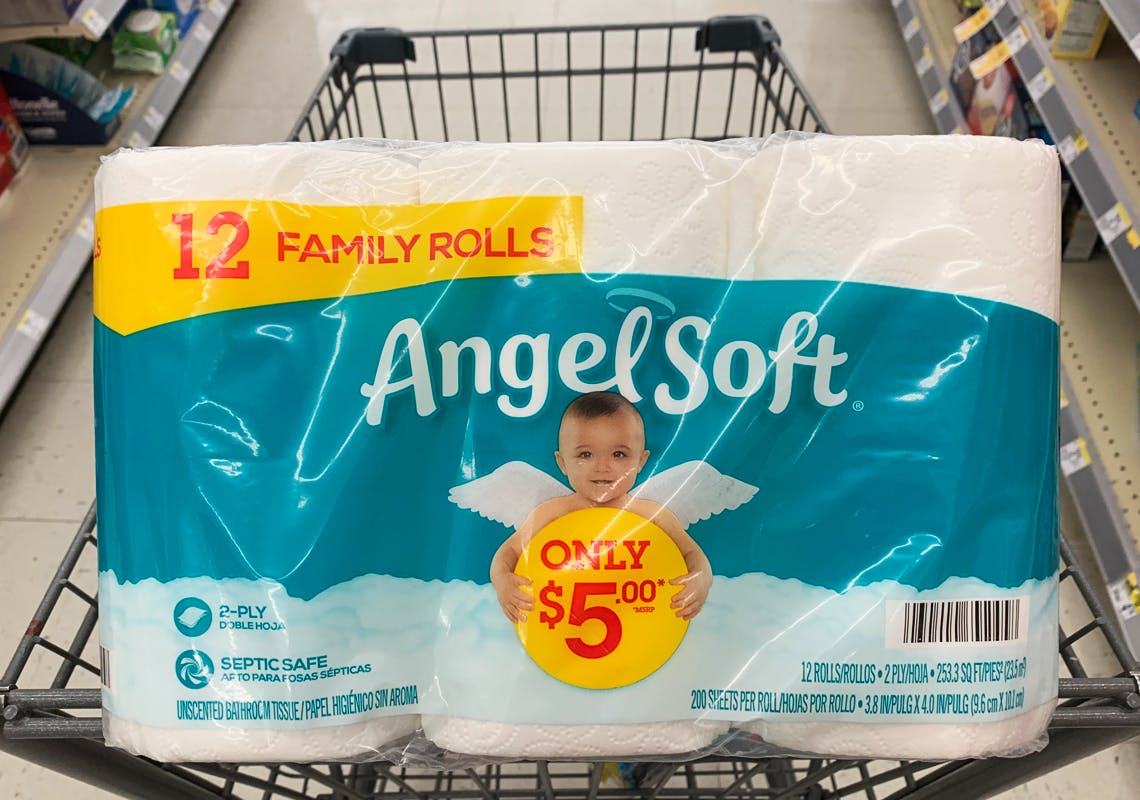 12 FAMILY ROLLS
Angel Soft®
ONLY
$5.00*
*MSRP
2-PLY
DOBLE HOJA
SEPTIC SAFE
APTO PARA FOSAS SÉPTICAS
UNSCENTED BATHROOM TISSUE / PAPEL HIGIÉNICO SIN AROMA
12 ROLLS/ROLLOS • 2 PLY/HOJA • 253.3 SQ FT/PIES² (23.5 m²)
200 SHEETS PER ROLL/HOJAS POR ROLLO • 3.8 IN/PULG X 4.0 IN/PULG (9.6 cm X 10.1 cm)